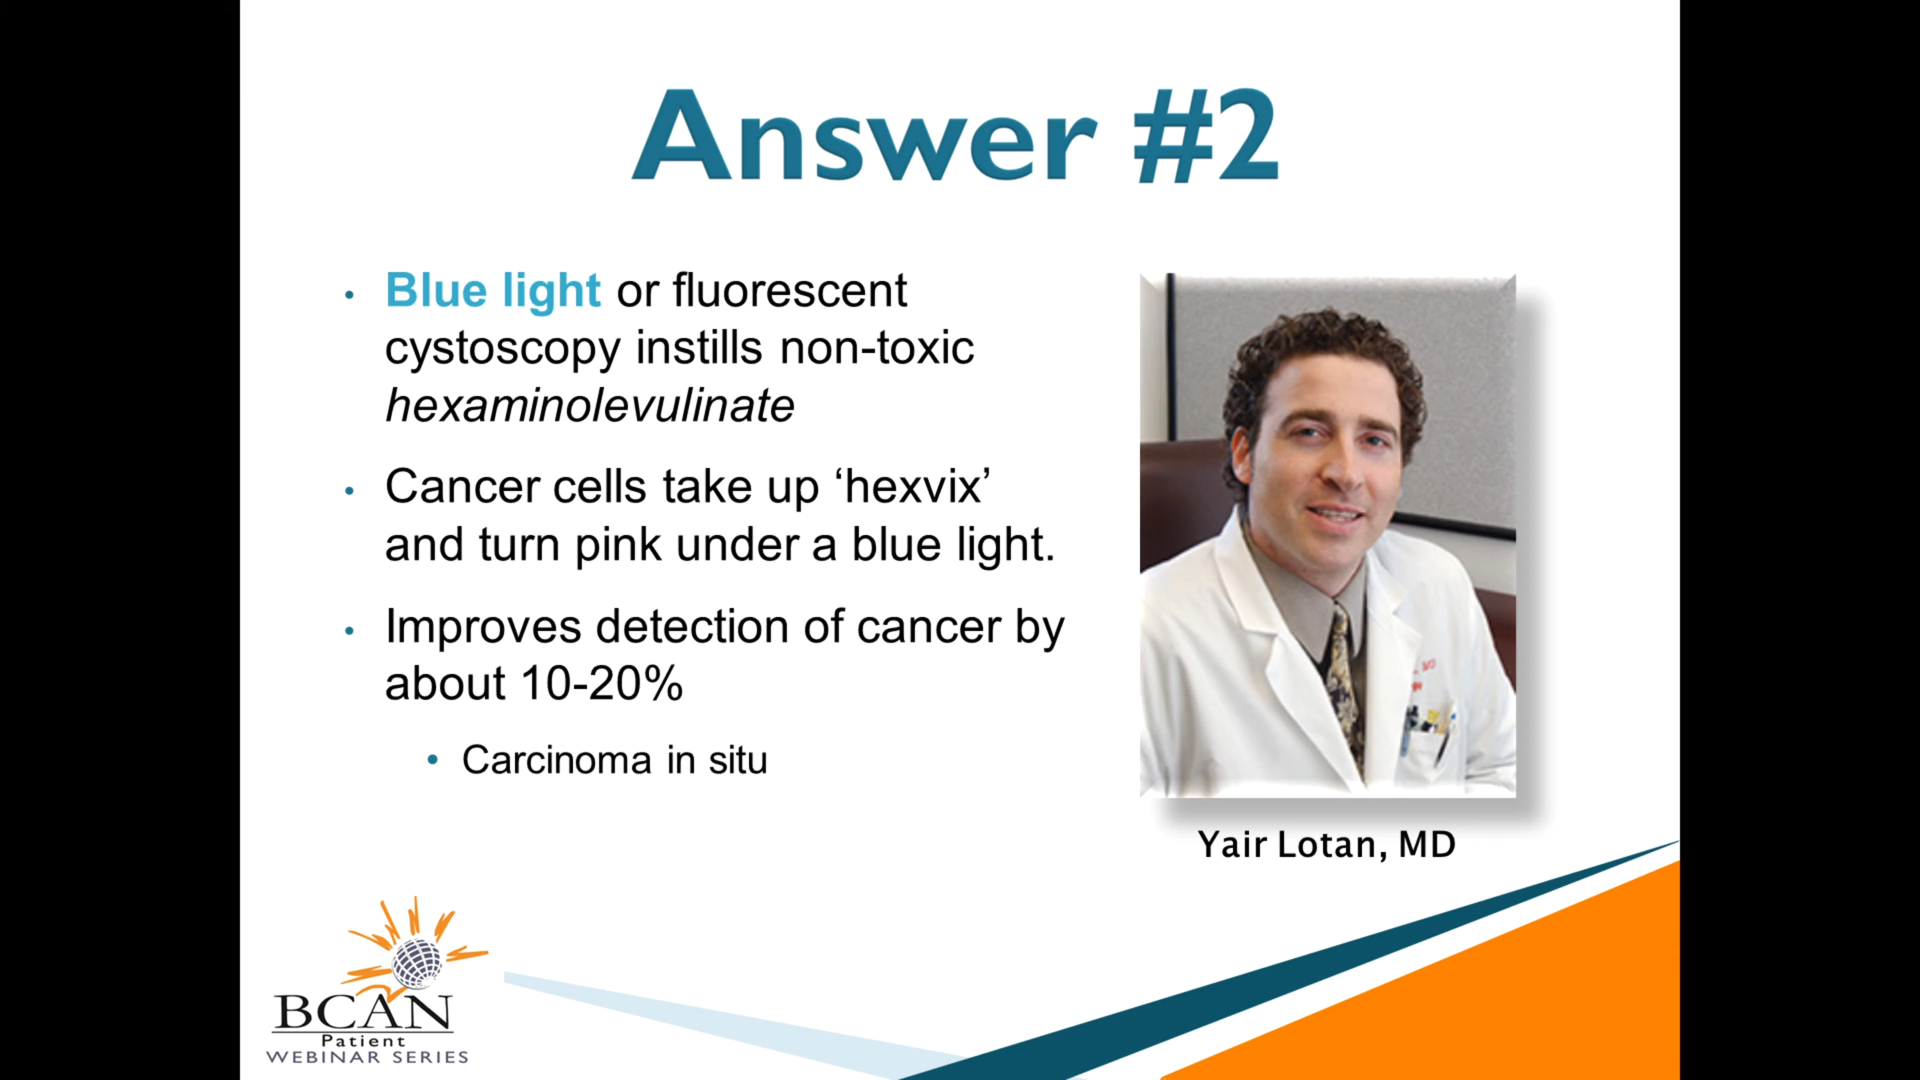 Answer #2
• Blue light or fluorescent
cystoscopy instills non-toxic
hexaminolevulinate
• Cancer cells take up ‘hexvix’
and turn pink under a blue light.
• Improves detection of cancer by
about 10-20%
• Carcinoma in situ
MD
Yair Lotan, MD
BCAN
Patient
WEBINAR SERIES